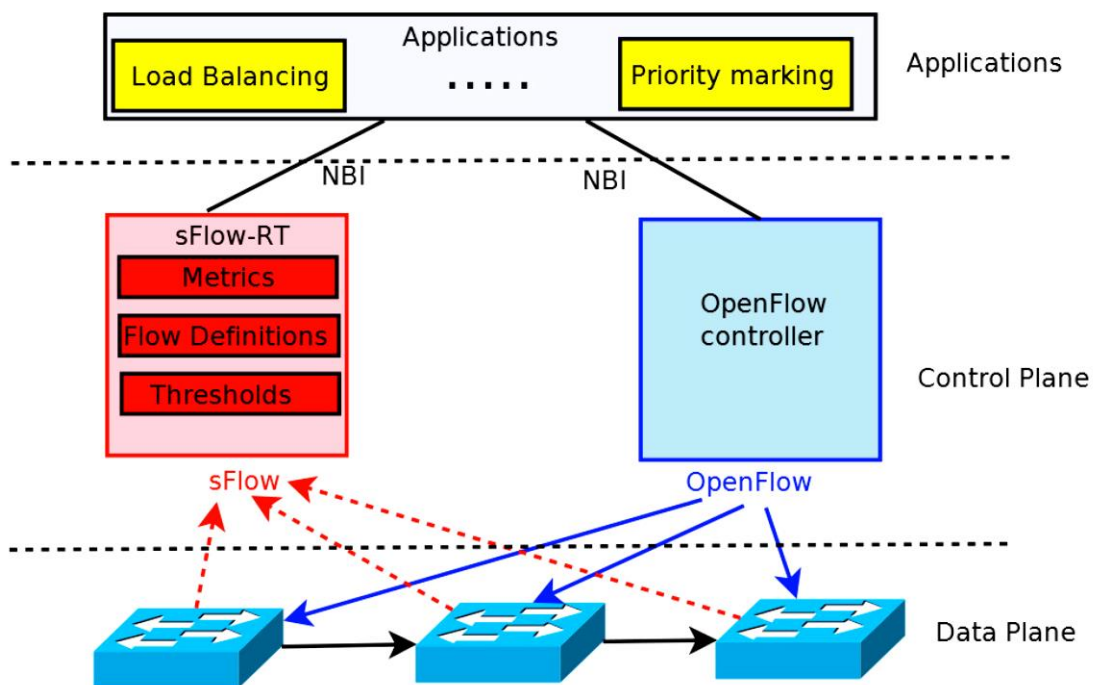 Applications
Applications
Load Balancing
.....
Priority marking
NBI
NBI
sFlow-RT
Metrics
Flow Definitions
Thresholds
OpenFlow
controller
Control Plane
sFlow
OpenFlow
Data Plane